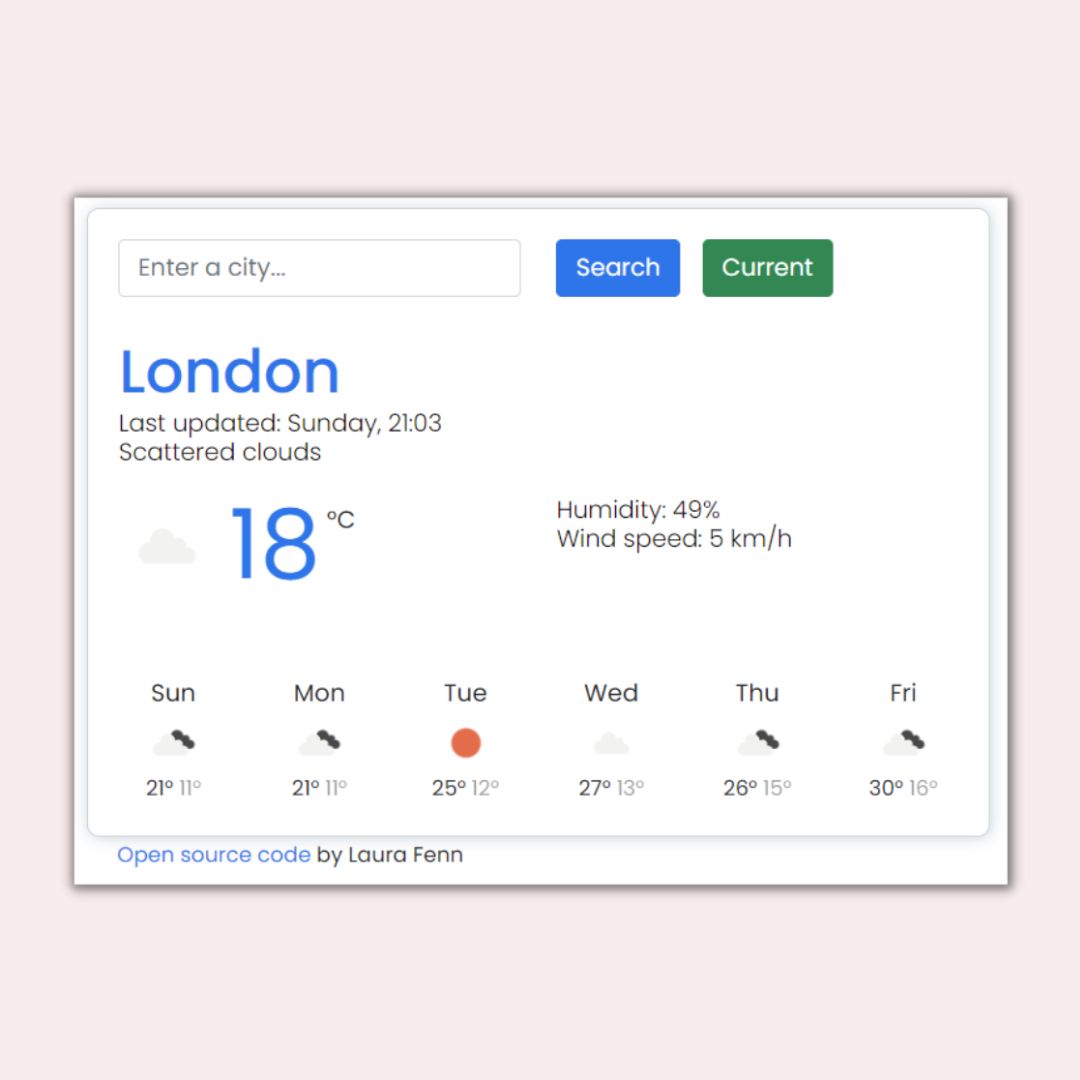 Enter a city...
Search
Current
London
Last updated: Sunday, 21:03
Scattered clouds
18 °C
Humidity: 49%
Wind speed: 5 km/h
Sun Mon Tue Wed Thu Fri
21° 11° 21° 11° 25° 12° 27° 13° 26° 15° 30° 16°
Open source code by Laura Fenn